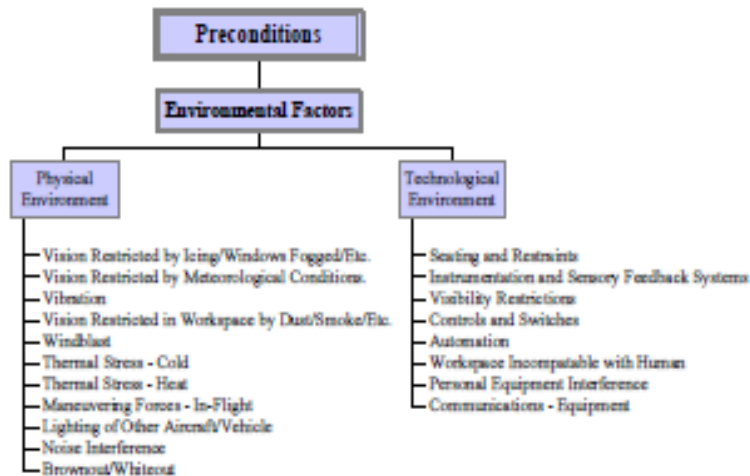 Preconditions
Environmental Factors
Physical
Environment
Vision Restricted by Icing/Windows Fogged/Etc.
Vision Restricted by Meteorological Conditions.
Vibration
Vision Restricted in Workspace by Dust/Smoke/Etc.
Windblast
Thermal Stress - Cold
Thermal Stress - Heat
Maneuvering Forces - In-Flight
Lighting of Other Aircraft/Vehicle
Noise Interference
Brownout/Whiteout
Technological
Environment
Seating and Restraints
Instrumentation and Sensory Feedback Systems
Visibility Restrictions
Controls and Switches
Automation
Workspace Incompatable with Human
Personal Equipment Interference
Communications - Equipment